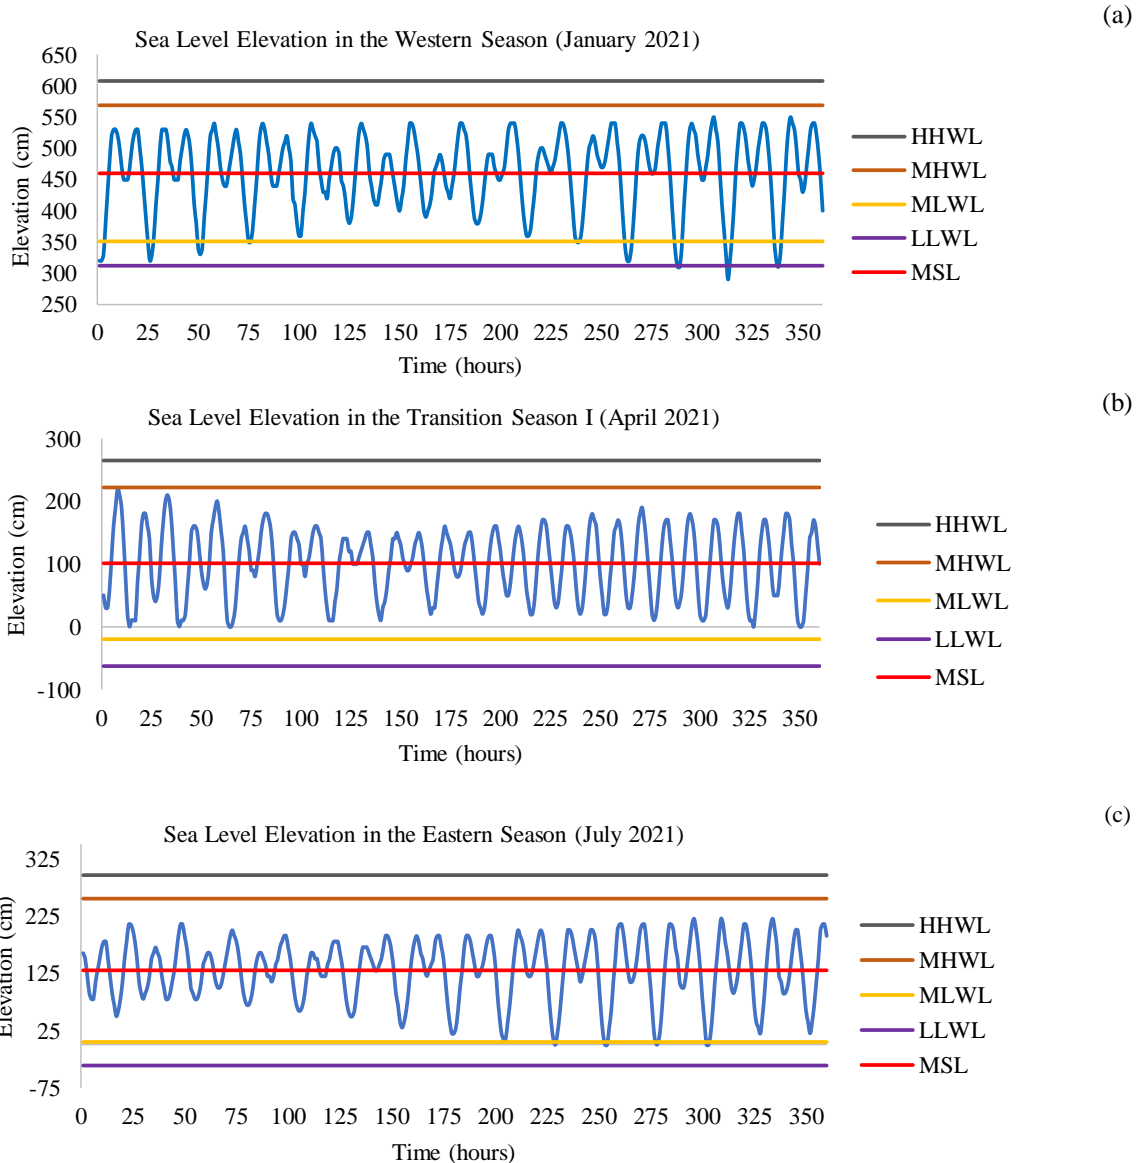 (a)
Sea Level Elevation in the Western Season (January 2021)
650
600
550
500
450
400
350
300
250
Elevation (cm)
0 25 50 75 100 125 150 175 200 225 250 275 300 325 350
Time (hours)
HHWL
MHWL
MLWL
LLWL
MSL
(b)
Sea Level Elevation in the Transition Season I (April 2021)
300
200
100
0
-100
Elevation (cm)
0 25 50 75 100 125 150 175 200 225 250 275 300 325 350
Time (hours)
HHWL
MHWL
MLWL
LLWL
MSL
(c)
Sea Level Elevation in the Eastern Season (July 2021)
325
225
125
25
-75
Elevation (cm)
0 25 50 75 100 125 150 175 200 225 250 275 300 325 350
Time (hours)
HHWL
MHWL
MLWL
LLWL
MSL